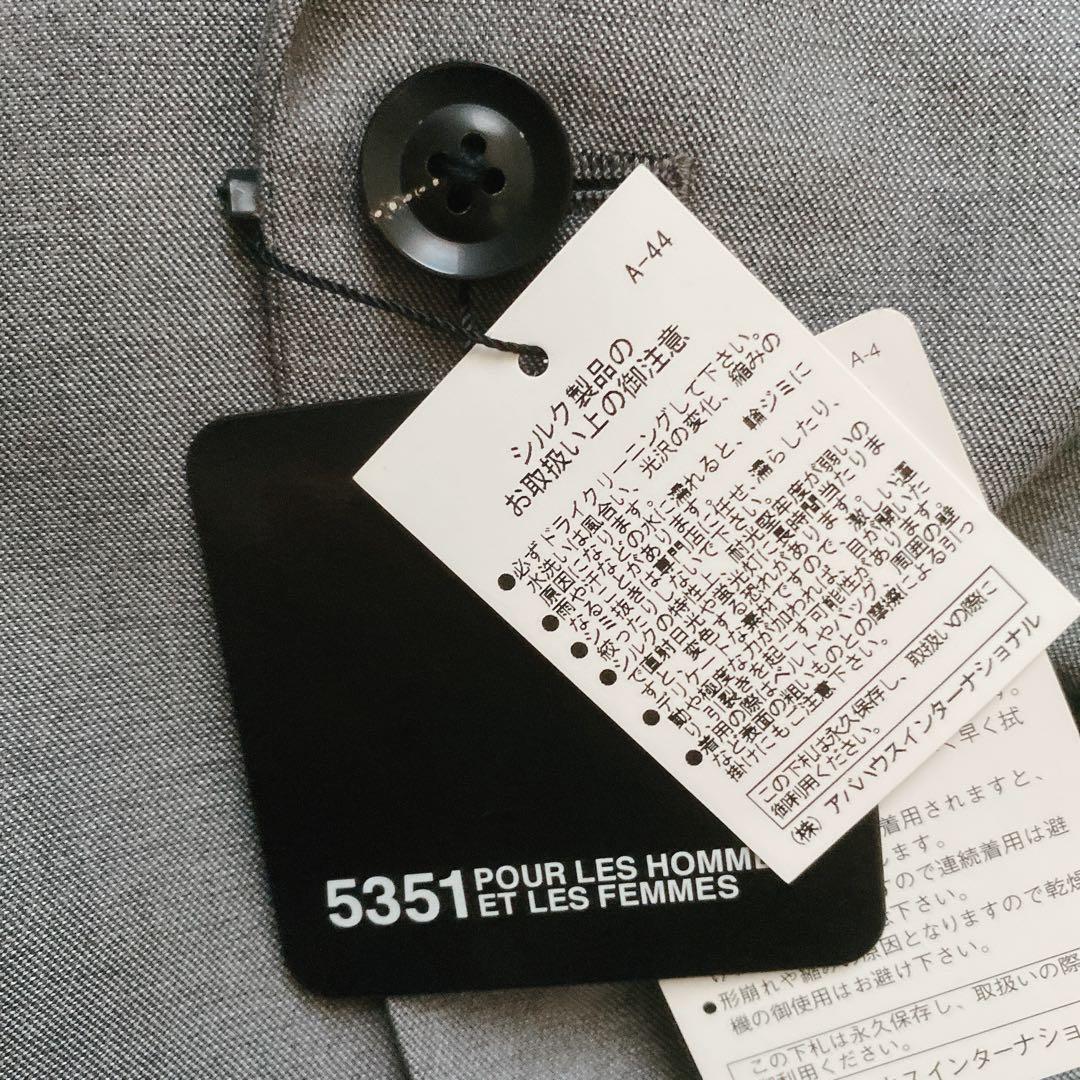 A-44
シルク製品の
お取扱い上の御注意
●必ずドライクリーニングして下さい。
水洗いは風合い、光沢の変化、縮みの
原因になります。
●雨や汗などの水に濡れると、輪ジミに
なることがあります。
●シミ抜きは専門店に任せ、濡らしたり、
絞ったりしないで下さい。
●シルクの特性上、耐光堅牢度が弱いの
で直射日光や蛍光灯に長時間当たりま
すと、変色する恐れがあります。
●デリケートな素材ですので、激しい運
動や極度な力が加われば、目が開いた
り、引裂きを起こす可能性があります。
●着用の際はベルトやバッグ、周囲の壁
など表面の粗いものとの摩擦による引っ
掛けにもご注意下さい。
この下札は永久保存し、取扱いの際に
御利用ください。
(株)アバハウスインターナショナル
A-4
す。
早く拭
着用されますと、
します。
ので連続着用は避
下さい。
原因となりますので乾燥
●形崩れや縮み
機の御使用はお避け下さい。
この下札は永久保存し、取扱いの際
御利用ください。
スインターナショ
5351 POUR LES HOMME
ET LES FEMMES